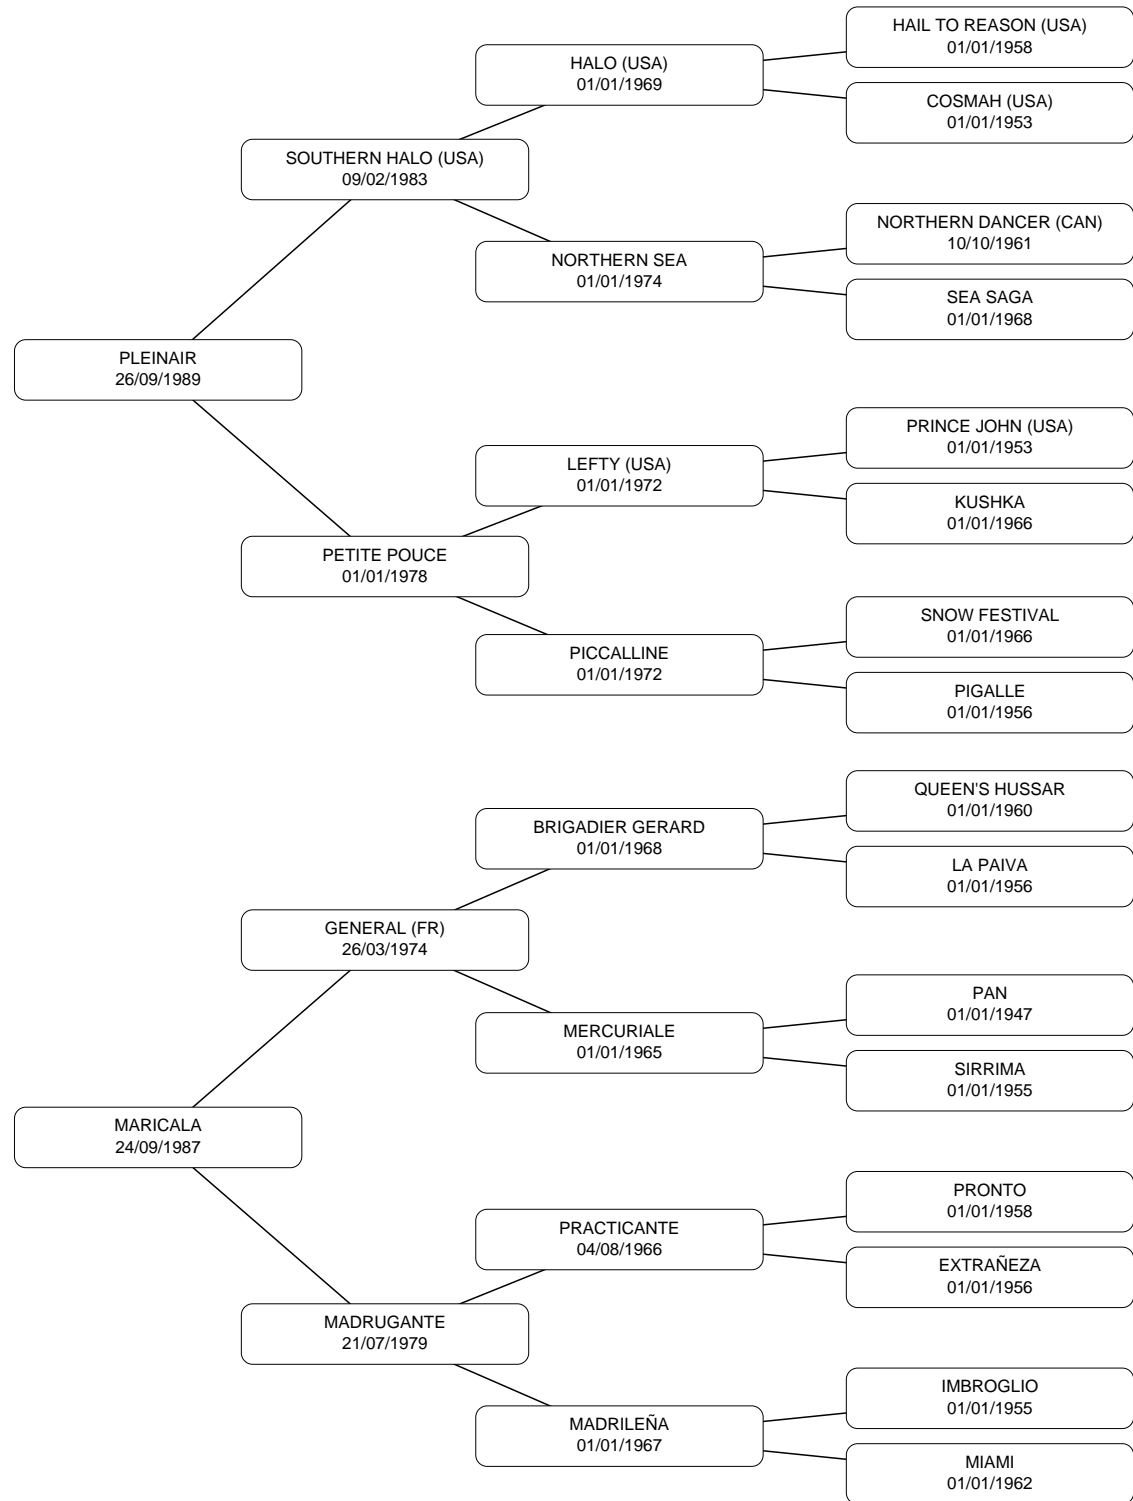 HAIL TO REASON (USA)
01/01/1958
HALO (USA)
01/01/1969
COSMAH (USA)
01/01/1953
SOUTHERN HALO (USA)
09/02/1983
NORTHERN DANCER (CAN)
10/10/1961
NORTHERN SEA
01/01/1974
SEA SAGA
01/01/1968
PLEINAIR
26/09/1989
PRINCE JOHN (USA)
01/01/1953
LEFTY (USA)
01/01/1972
KUSHKA
01/01/1966
PETITE POUCE
01/01/1978
SNOW FESTIVAL
01/01/1966
PICCALLINE
01/01/1972
PIGALLE
01/01/1956
QUEEN'S HUSSAR
01/01/1960
BRIGADIER GERARD
01/01/1968
LA PAIVA
01/01/1956
GENERAL (FR)
26/03/1974
PAN
01/01/1947
MERCURIALE
01/01/1965
SIRRIMA
01/01/1955
MARICALA
24/09/1987
PRONTO
01/01/1958
PRACTICANTE
04/08/1966
EXTRAÑEZA
01/01/1956
MADRUGANTE
21/07/1979
IMBROGLIO
01/01/1955
MADRILEÑA
01/01/1967
MIAMI
01/01/1962